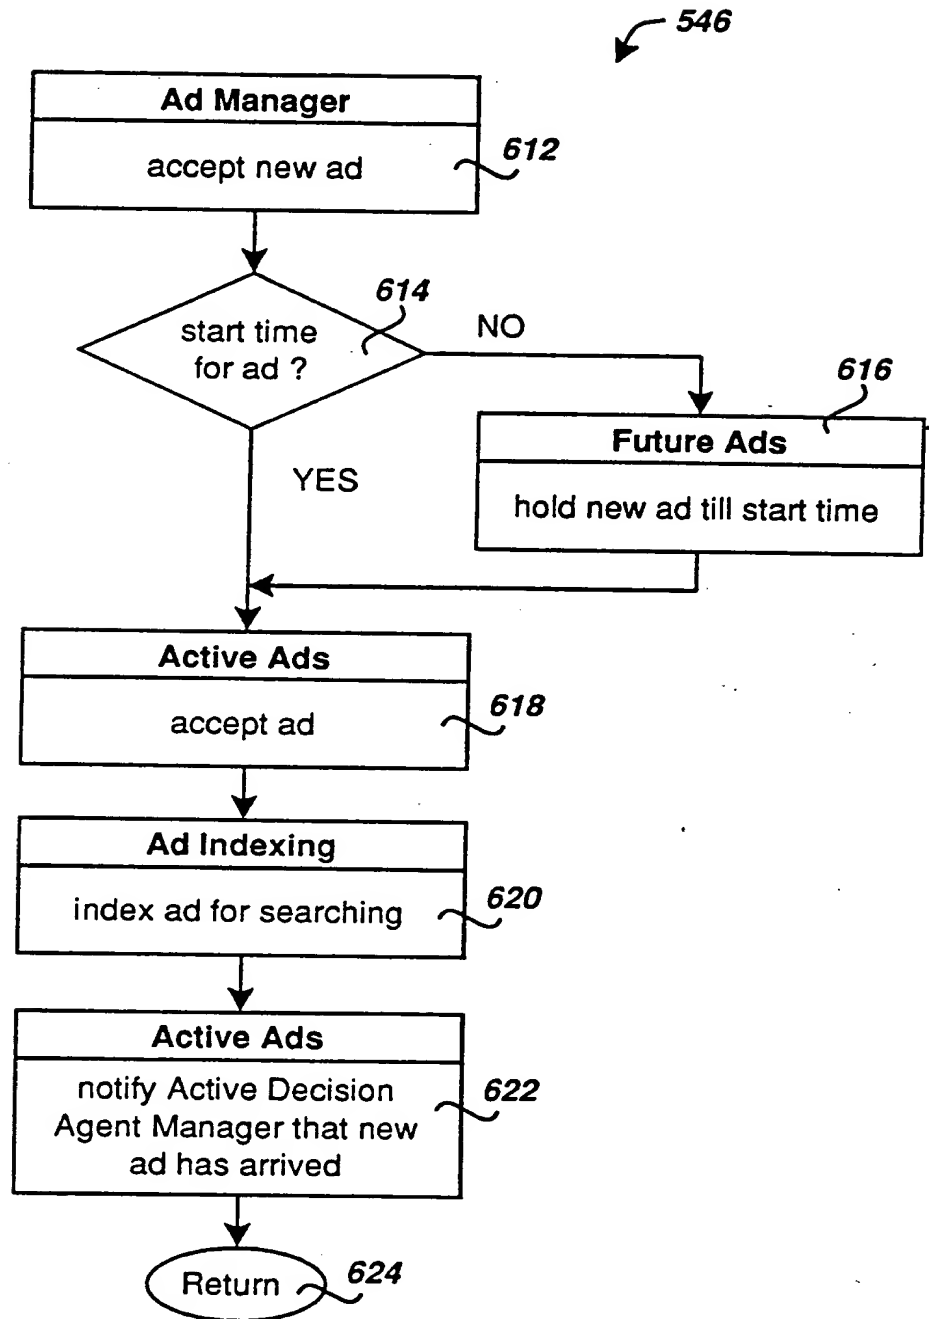 546
Ad Manager
accept new ad
612
614
start time
for ad ?
NO
616
Future Ads
YES
hold new ad till start time
Active Ads
accept ad
618
Ad Indexing
index ad for searching
620
Active Ads
notify Active Decision
Agent Manager that new
ad has arrived
622
Return
624